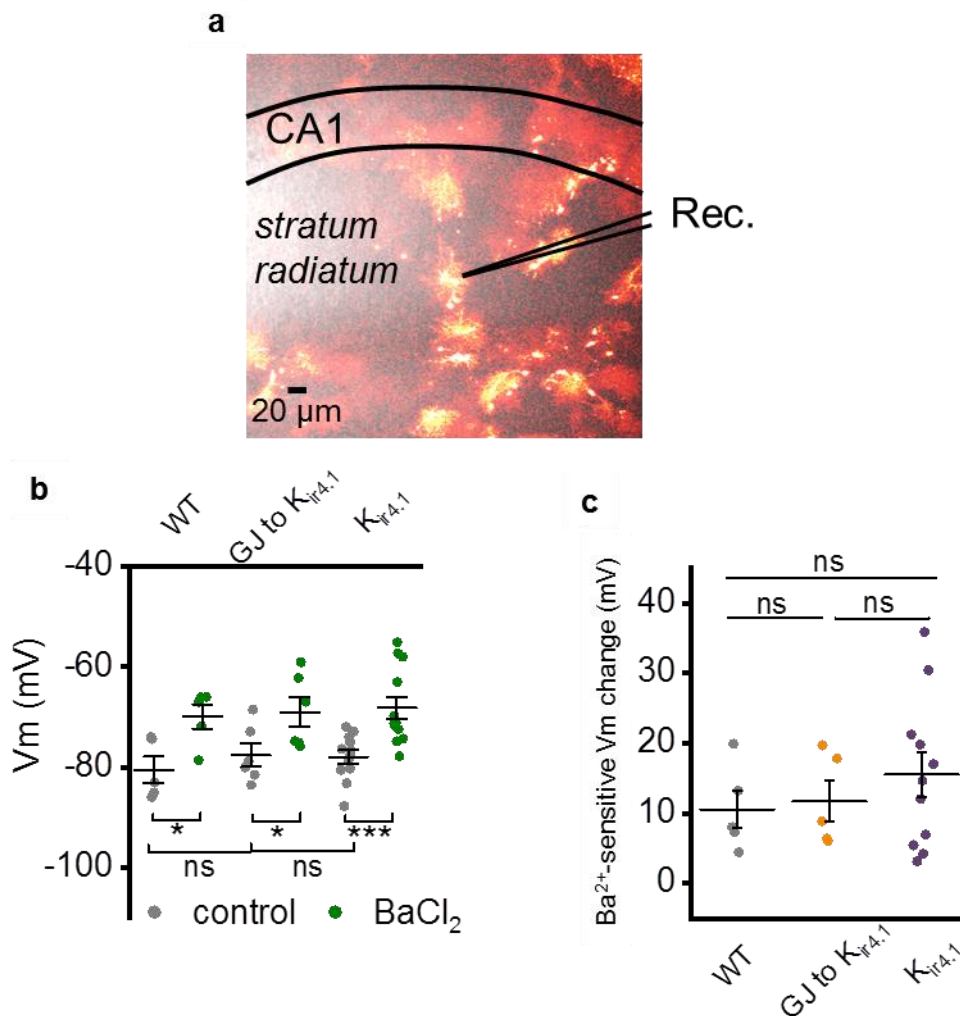 a
CA1
stratum
radiatum
Rec.
20 µm
b
WT
GJ to Kir4.1
Kir4.1
-40
-60
-80
-100
Vm (mV)
*
*
***
ns
ns
control
BaCl2
c
Ba2+-sensitive Vm change (mV)
40
30
20
10
0
ns
ns
ns
WT
GJ to Kir4.1
Kir4.1